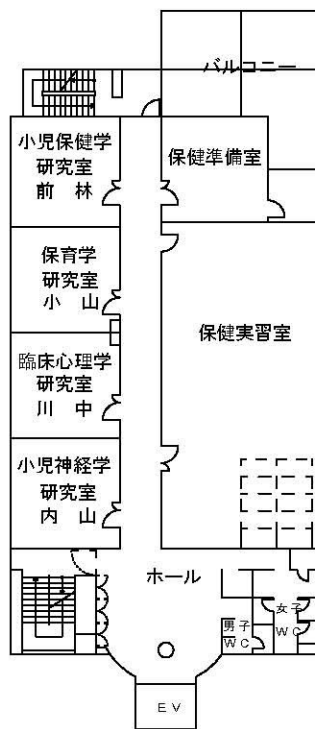 バルコニー
小児保健学
研究室
前　林
保健準備室
保育学
研究室
小　山
保健実習室
臨床心理学
研究室
川　中
小児神経学
研究室
内　山
ホール
男子
WC
女子
WC
EV